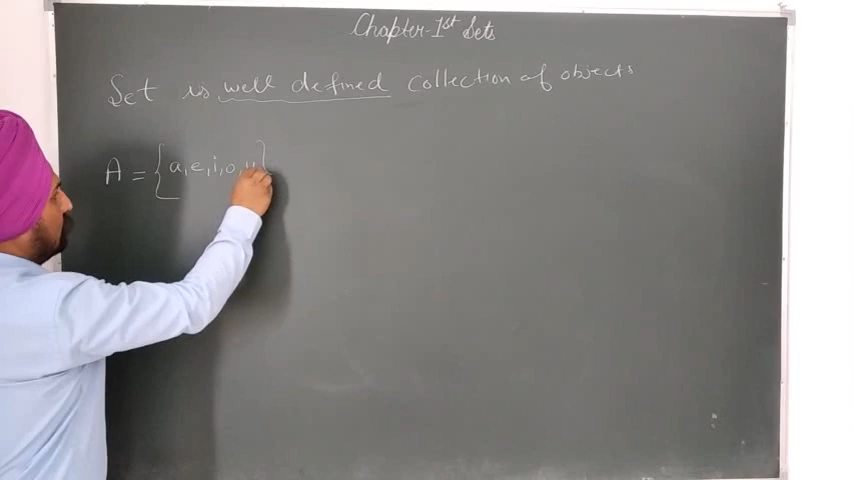 Chapter-1st Sets
Set is well defined collection of objects
A = {a, e, i, o, u}